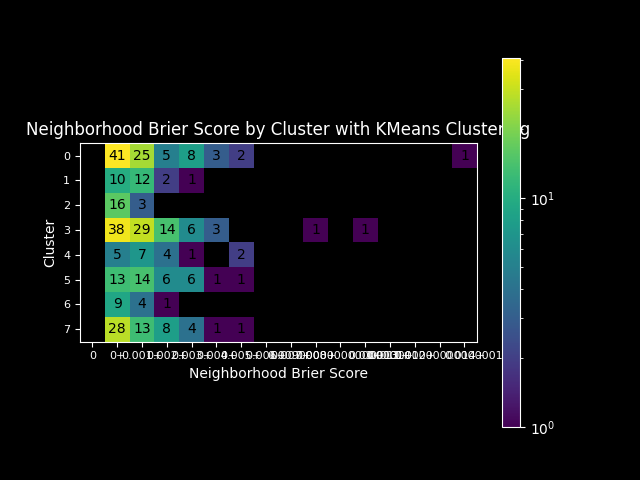 Neighborhood Brier Score by Cluster with KMeans Clustering
0 41 25 5 8 3 2 1
1 10 12 2 1
2 16 3
3 38 29 14 6 3 1 1
4 5 7 4 1 2
5 13 14 6 6 1 1
6 9 4 1
7 28 13 8 4 1 1
Cluster
0
Neighborhood Brier Score
10^1
10^0